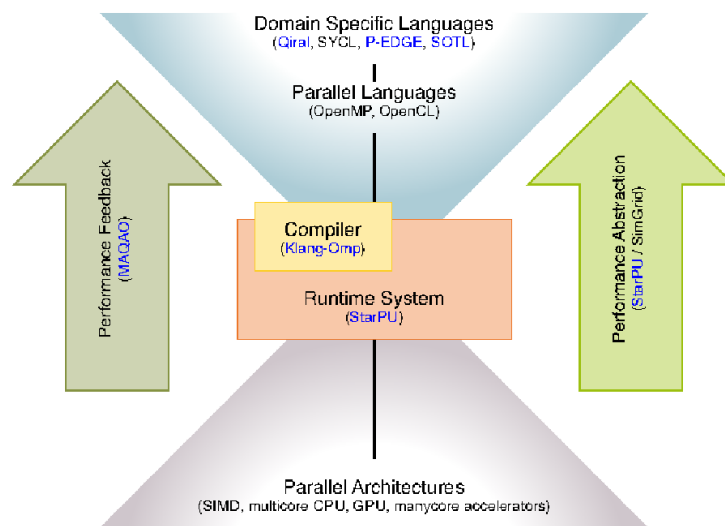 Domain Specific Languages
(Qiral, SYCL, P-EDGE, SOTL)
Parallel Languages
(OpenMP, OpenCL)
Performance Feedback
(MAQAO)
Compiler
(Klang-Omp)
Runtime System
(StarPU)
Performance Abstraction
(StarPU / SimGrid)
Parallel Architectures
(SIMD, multicore CPU, GPU, manycore accelerators)